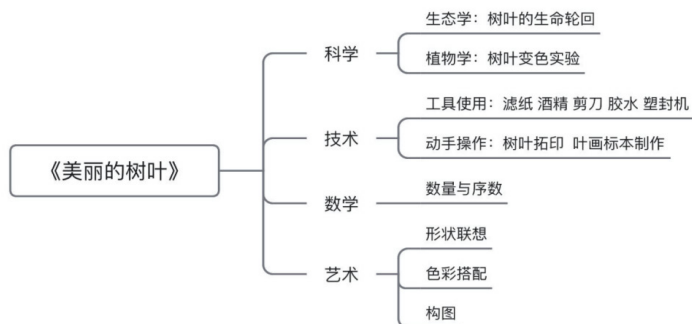 《美丽的树叶》
科学
生态学：树叶的生命轮回
植物学：树叶变色实验
技术
工具使用：滤纸 酒精 剪刀 胶水 塑封机
动手操作：树叶拓印 叶画标本制作
数学
数量与序数
艺术
形状联想
色彩搭配
构图